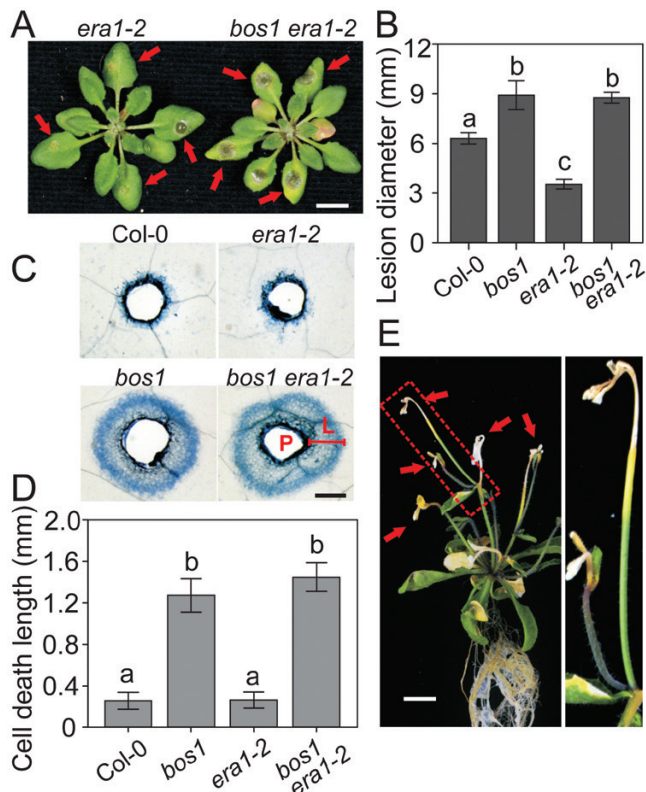 A
era1-2
bos1 era1-2
B
Lesion diameter (mm)
12
9
6
3
0
a
b
c
b
Col-0
bos1
era1-2
bos1
era1-2
C
Col-0
era1-2
bos1
bos1 era1-2
P
L
D
Cell death length (mm)
2.0
1.6
1.2
0.8
0.4
0
a
b
a
b
Col-0
bos1
era1-2
bos1
era1-2
E